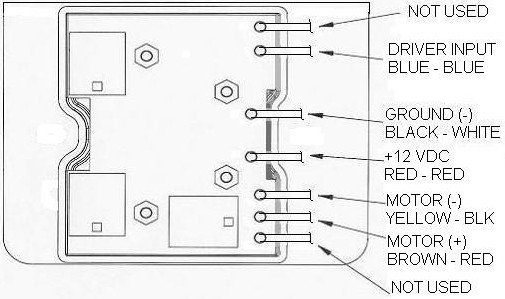 NOT USED
DRIVER INPUT
BLUE - BLUE
GROUND (-)
BLACK - WHITE
+12 VDC
RED - RED
MOTOR (-)
YELLOW - BLK
MOTOR (+)
BROWN - RED
NOT USED